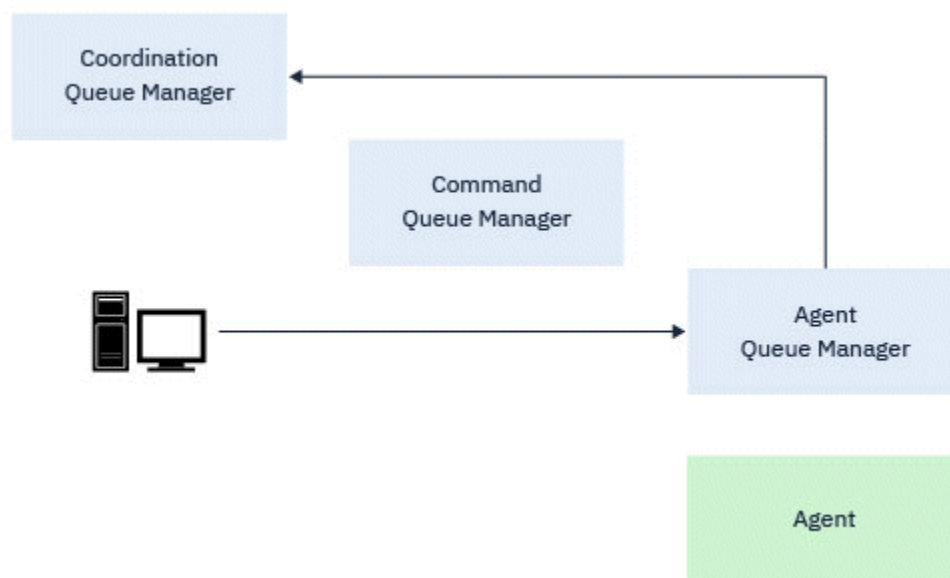 Coordination
Queue Manager
Command
Queue Manager
Agent
Queue Manager
Agent